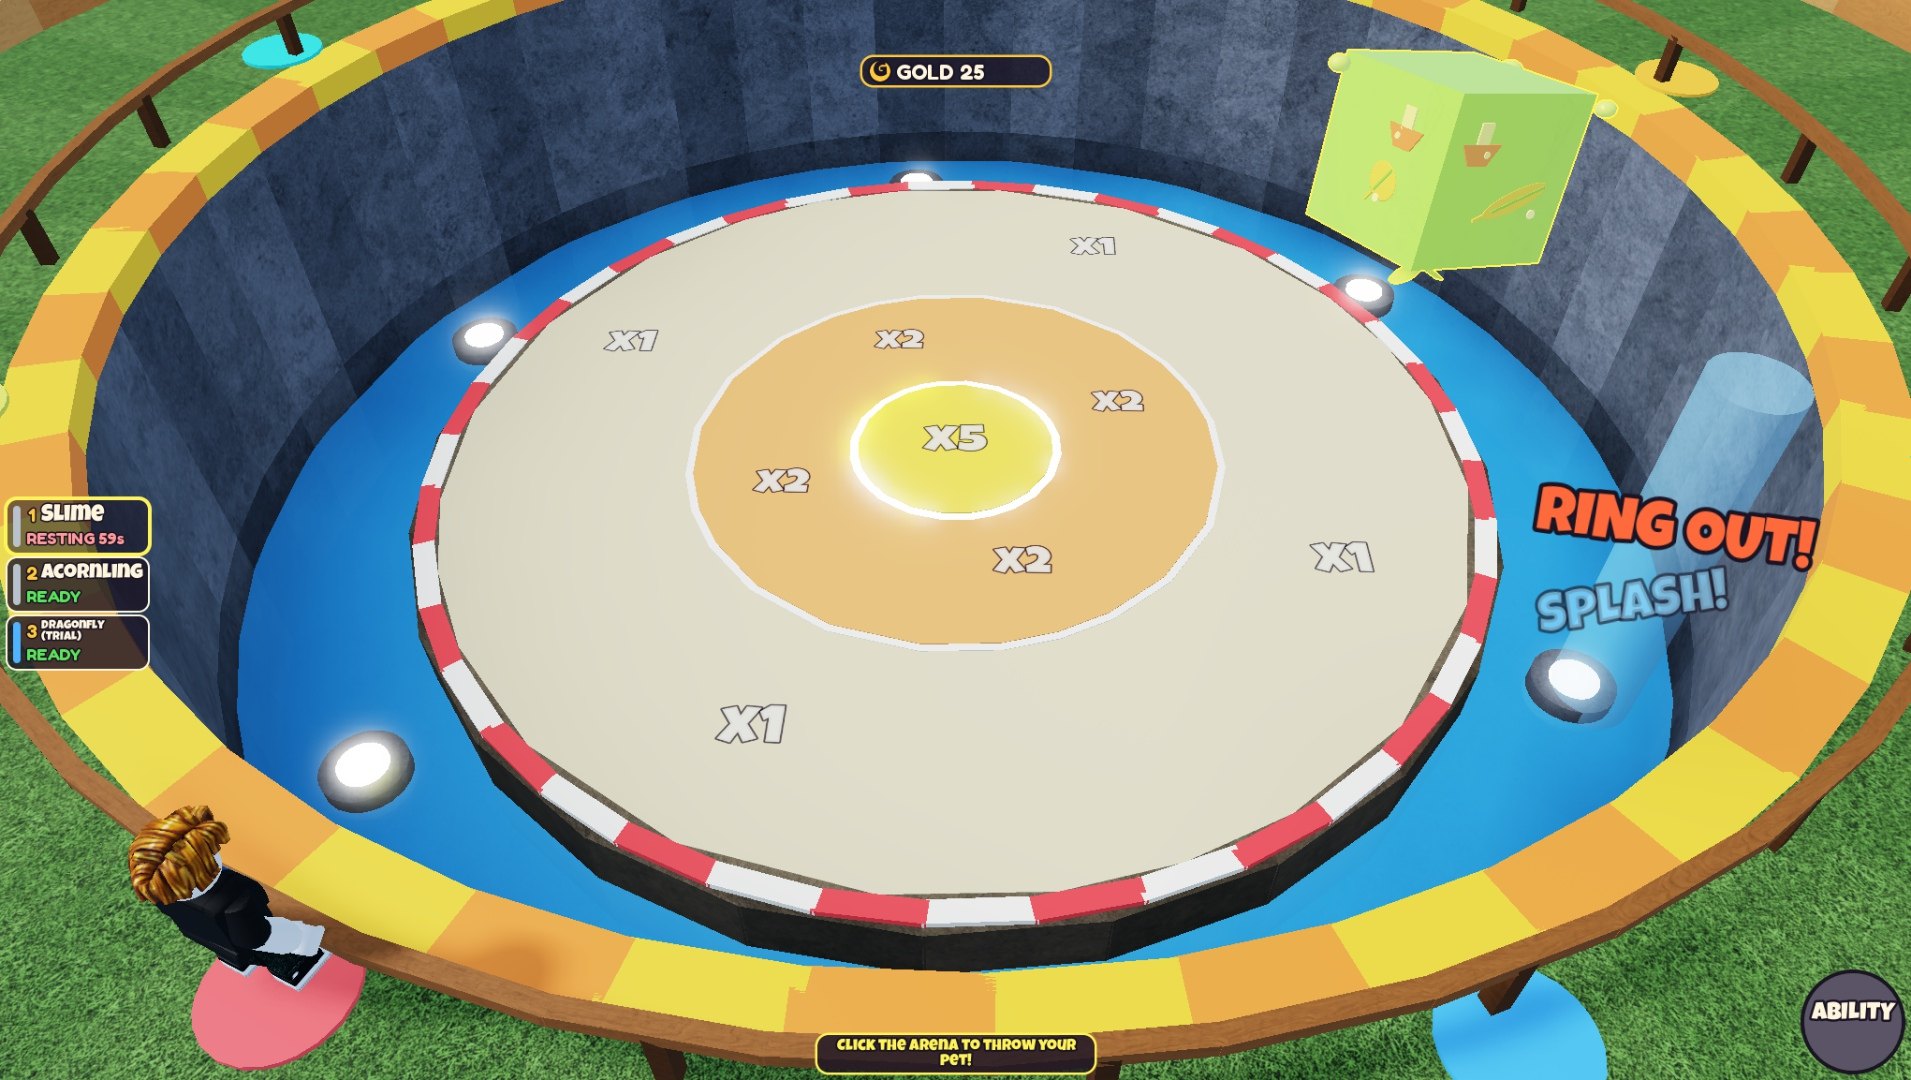 GOLD 25
X1
X1
X2
X2
X5
X2
X2
X1
X1
1 SLIME
RESTING 59s
2 ACORNLING
READY
3 DRAGONFLY
(TRIAL)
READY
RING OUT!
SPLASH!
ABILITY
CLICK THE ARENA TO THROW YOUR
PET!